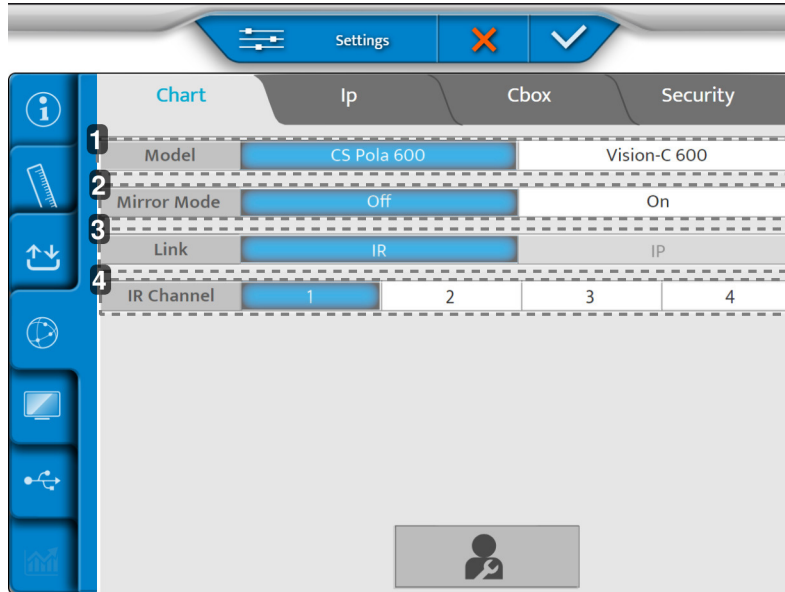 Settings
Chart Ip Cbox Security
1
Model CS Pola 600 Vision-C 600
2
Mirror Mode Off On
3
Link IR IP
4
IR Channel 1 2 3 4